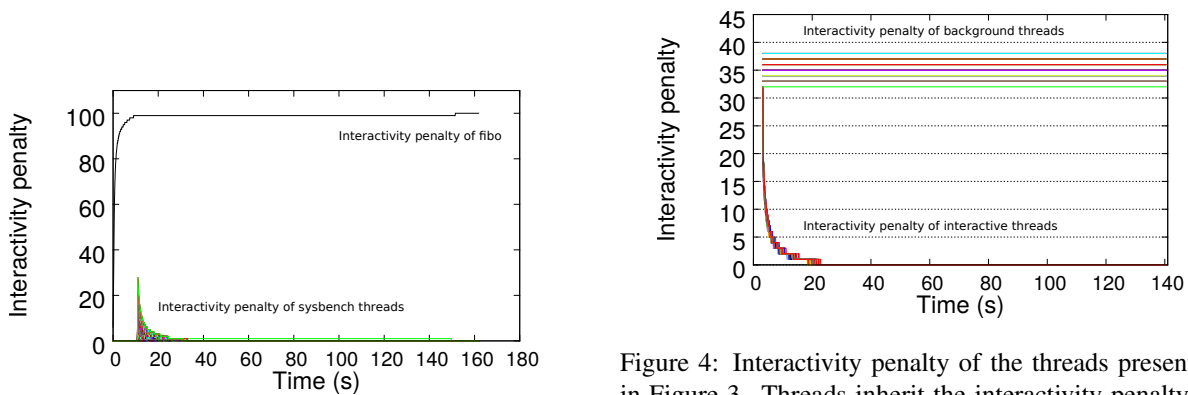 Interactivity penalty
100
80
60
40
20
0
Interactivity penalty of fibo
Interactivity penalty of sysbench threads
0 20 40 60 80 100 120 140 160 180
Time (s)
Interactivity penalty
45
40
35
30
25
20
15
10
5
0
Interactivity penalty of background threads
Interactivity penalty of interactive threads
0 20 40 60 80 100 120 140
Time (s)
Figure 4: Interactivity penalty of the threads present
in Figure 3. Threads inherit the interactivity penalty